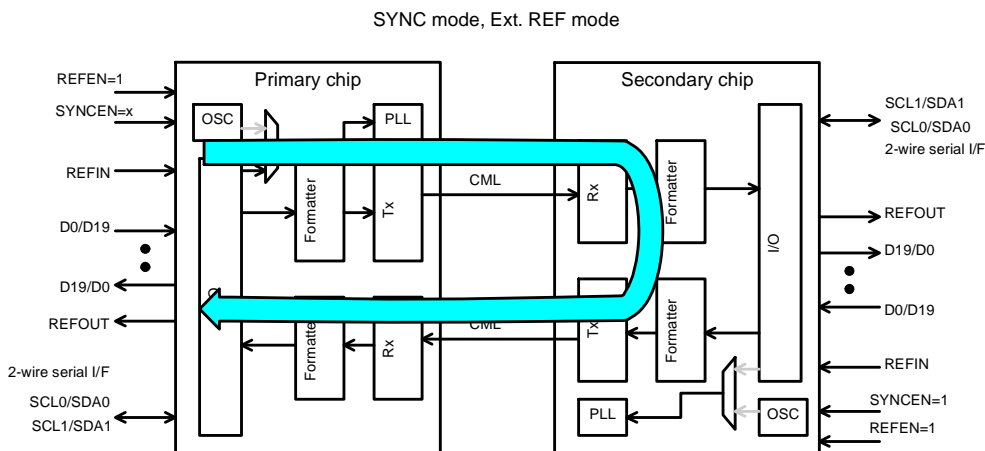 SYNC mode, Ext. REF mode
Primary chip
Secondary chip
REFEN=1
SYNCEN=x
REFIN
D0/D19
D19/D0
REFOUT
2-wire serial I/F
SCL0/SDA0
SCL1/SDA1
OSC
PLL
Formatter
Tx
Formatter
Rx
CML
CML
Rx
Formatter
Tx
Formatter
I/O
PLL
OSC
SCL1/SDA1
SCL0/SDA0
2-wire serial I/F
REFOUT
D19/D0
D0/D19
REFIN
SYNCEN=1
REFEN=1